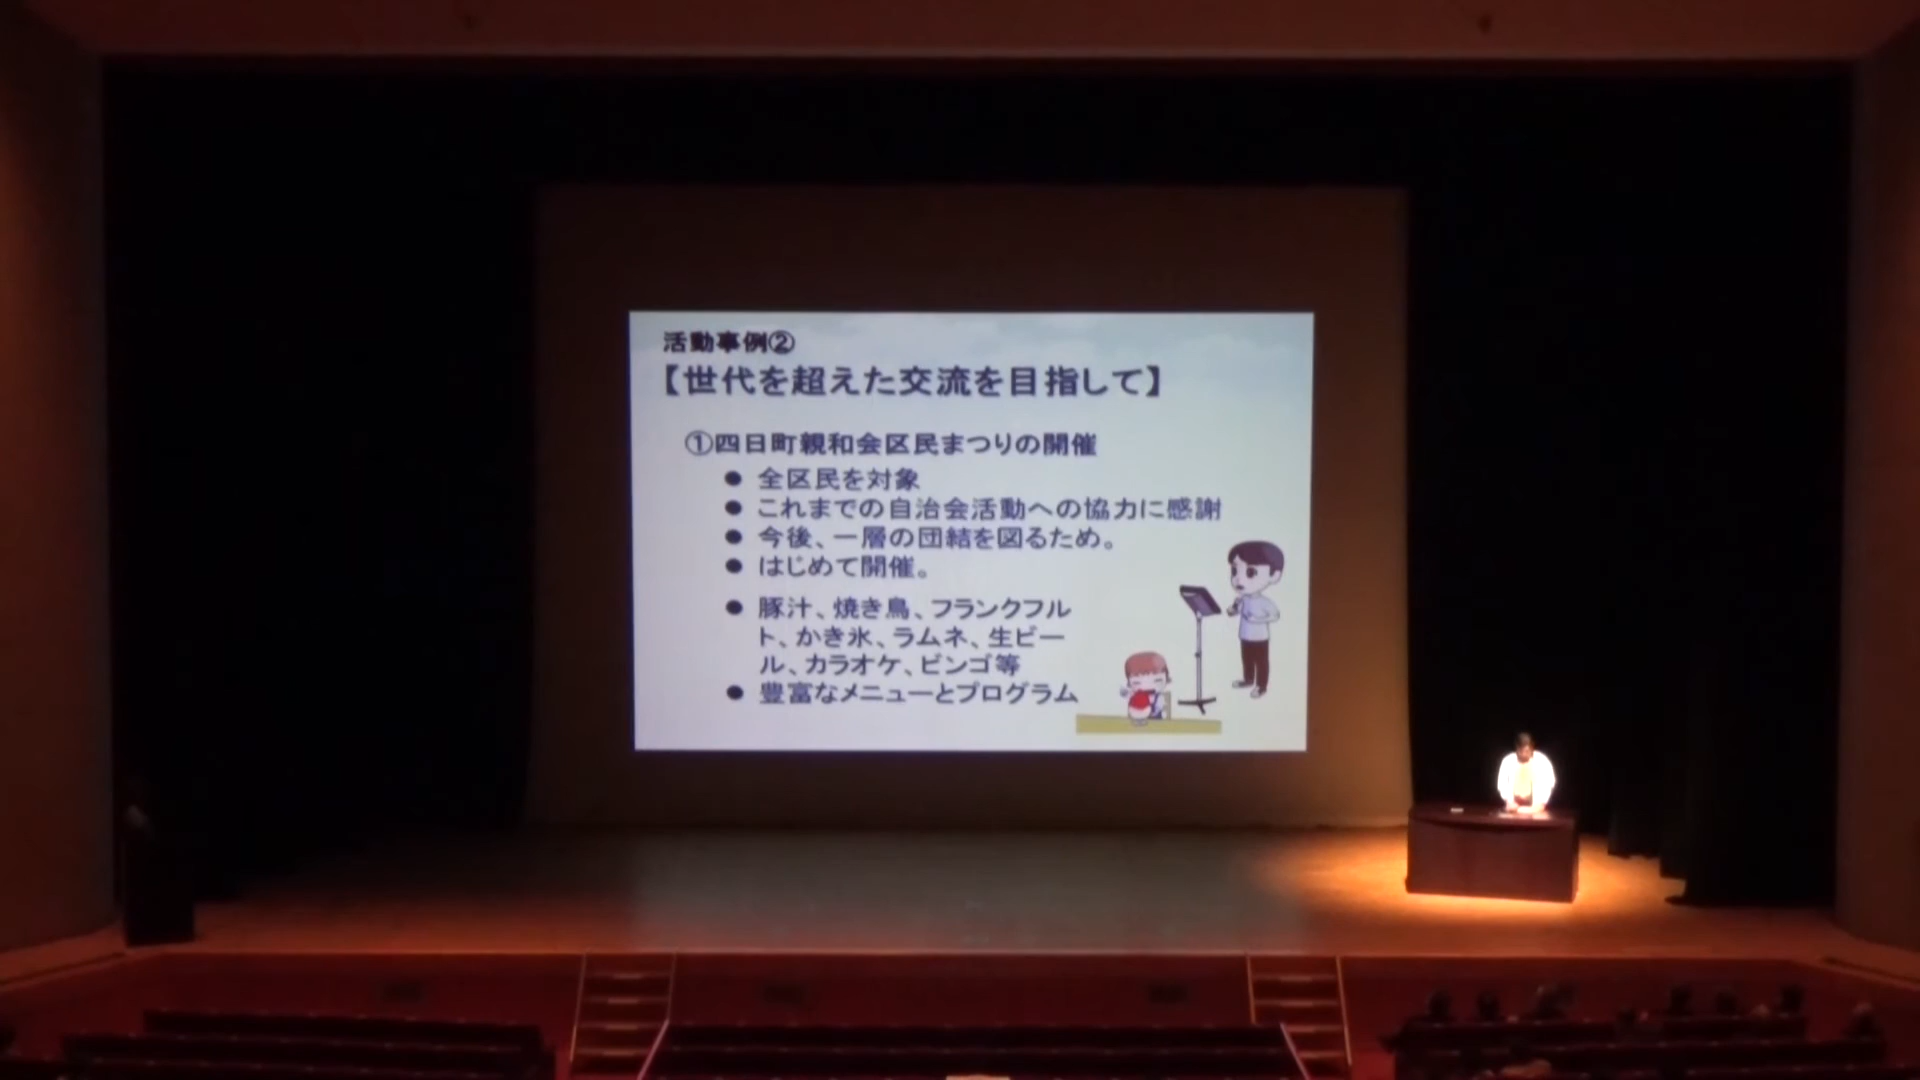 活動事例②
【世代を超えた交流を目指して】
①四日町親和会区民まつりの開催
● 全区民を対象
● これまでの自治会活動への協力に感謝
● 今後、一層の団結を図るため。
● はじめて開催。
● 豚汁、焼き鳥、フランクフル
ト、かき氷、ラムネ、生ビー
ル、カラオケ、ビンゴ等
● 豊富なメニューとプログラム